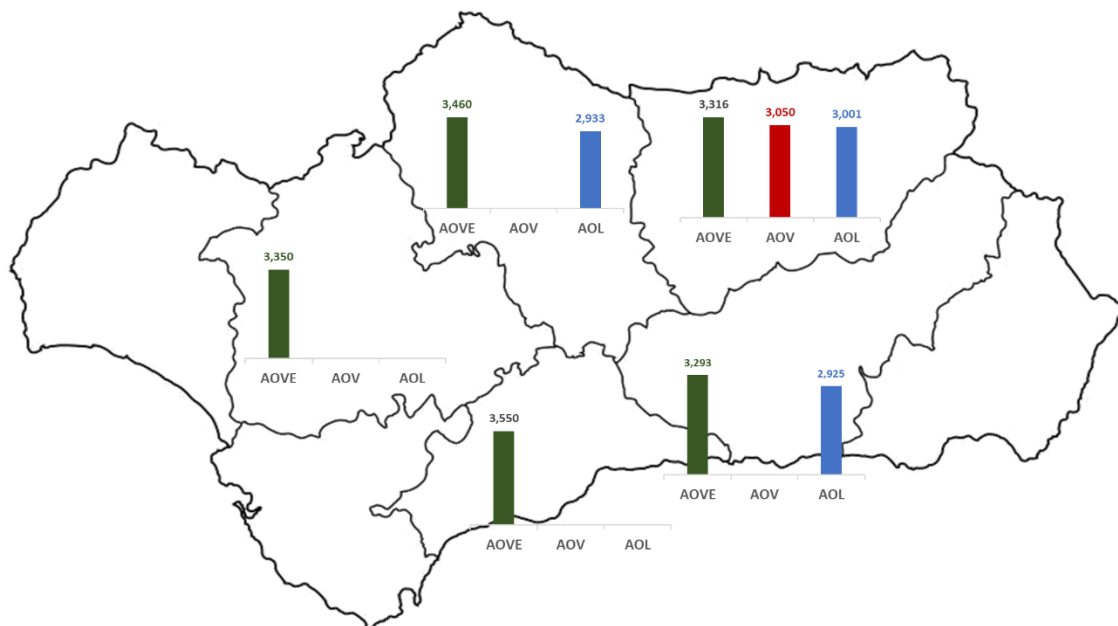 3,460 2,933
AOVE AOV AOL
3,316 3,050 3,001
AOVE AOV AOL
3,350
AOVE AOV AOL
3,293 2,925
AOVE AOV AOL
3,550
AOVE AOV AOL